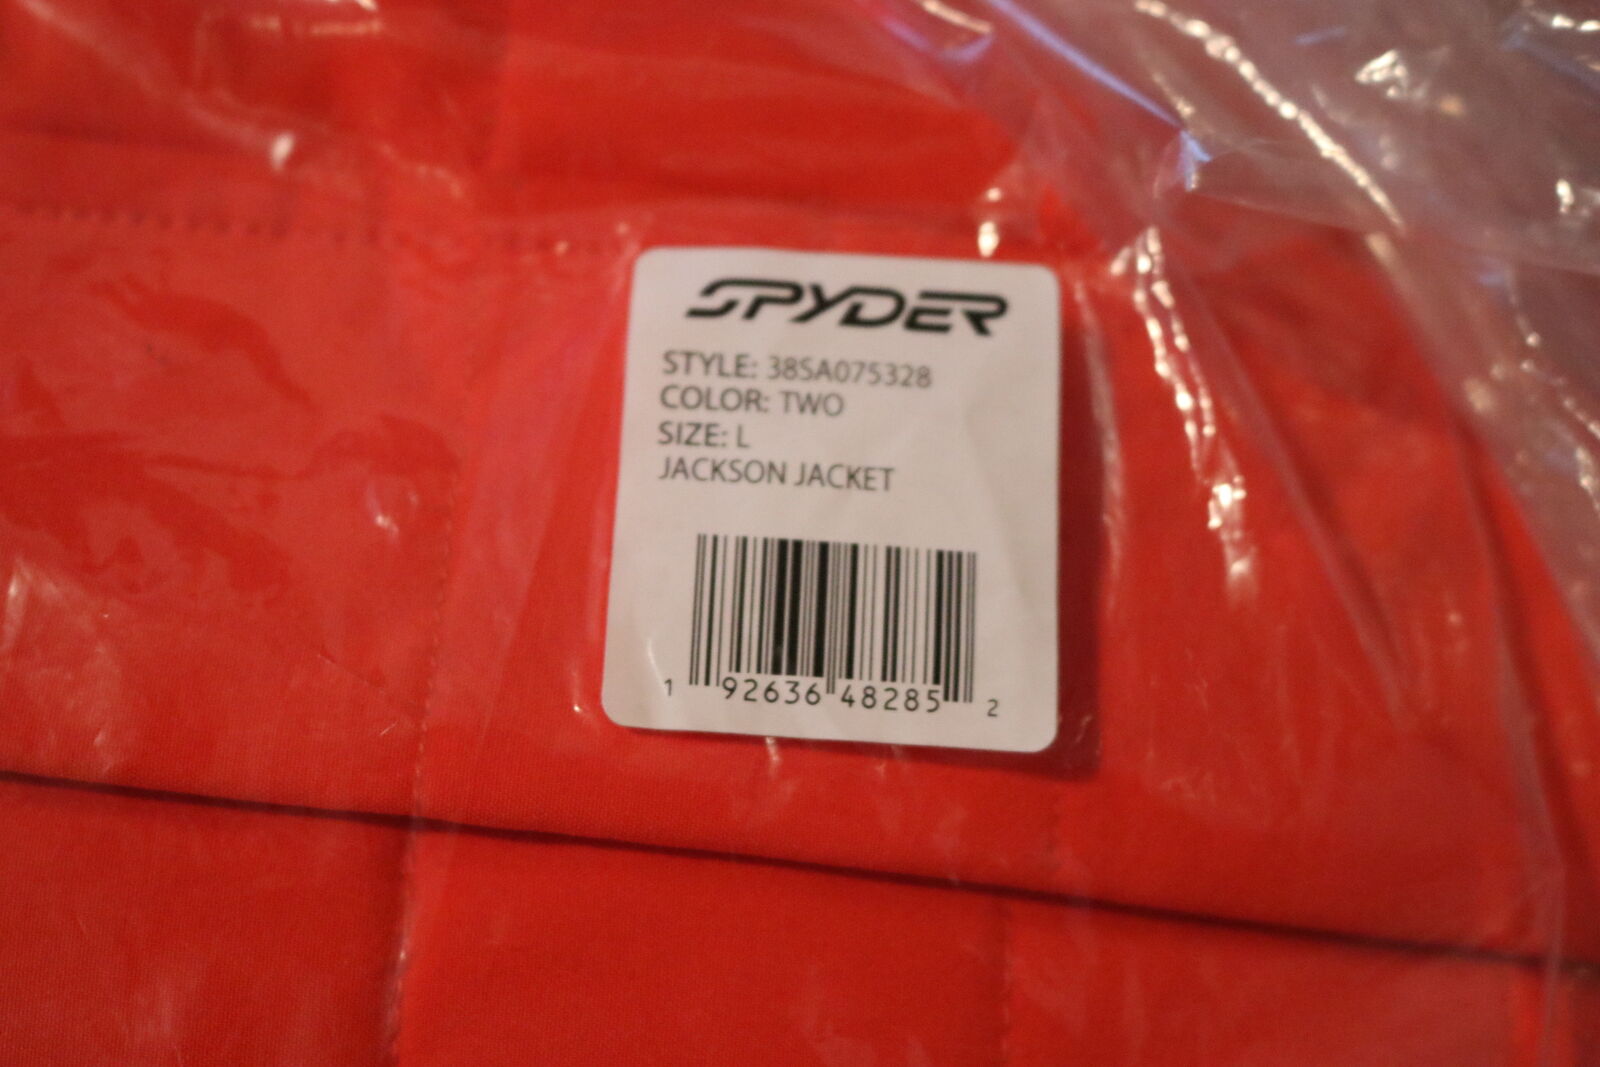 SPYDER
STYLE: 38SA075328
COLOR: TWO
SIZE: L
JACKSON JACKET
1 92636 48285 2